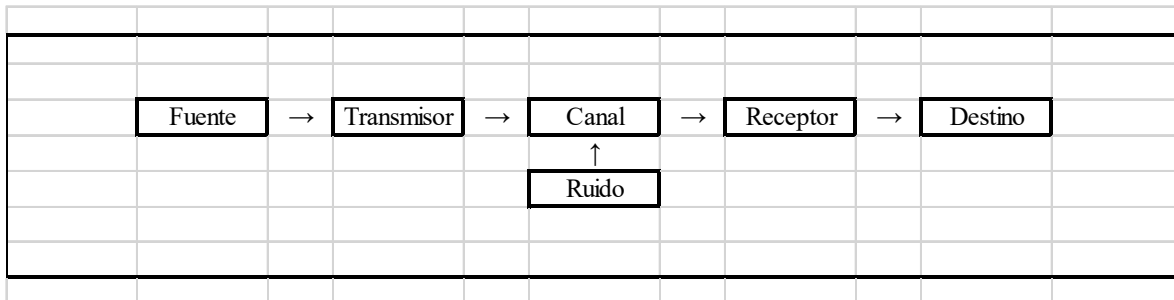 Fuente → Transmisor → Canal → Receptor → Destino
↑
Ruido